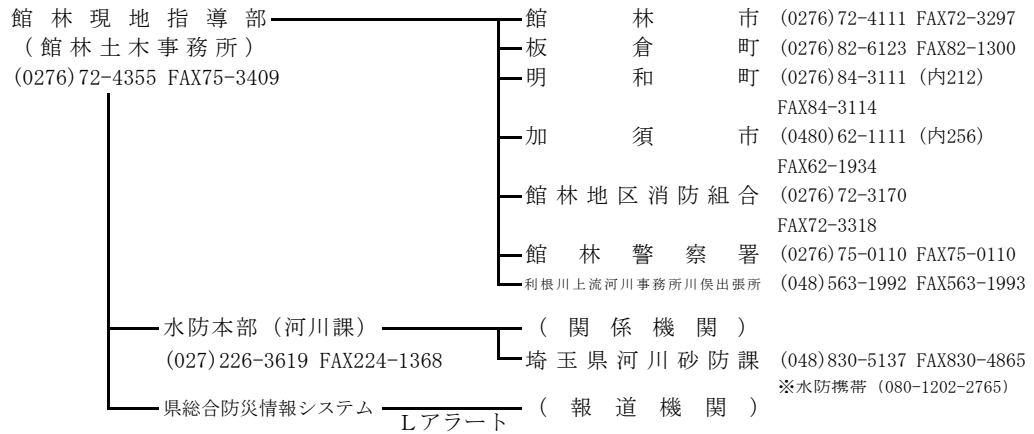 館林現地指導部 館林市 (0276)72-4111 FAX72-3297
(館林土木事務所) 板倉町 (0276)82-6123 FAX82-1300
(0276)72-4355 FAX75-3409 明和町 (0276)84-3111 (内212)
FAX84-3114
加須市 (0480)62-1111 (内256)
FAX62-1934
館林地区消防組合 (0276)72-3170
FAX72-3318
館林警察署 (0276)75-0110 FAX75-0110
利根川上流河川事務所川俣出張所 (048)563-1992 FAX563-1993
水防本部(河川課) (関係機関)
(027)226-3619 FAX224-1368 埼玉県河川砂防課 (048)830-5137 FAX830-4865
※水防携帯(080-1202-2765)
県総合防災情報システム (報道機関)
Lアラート